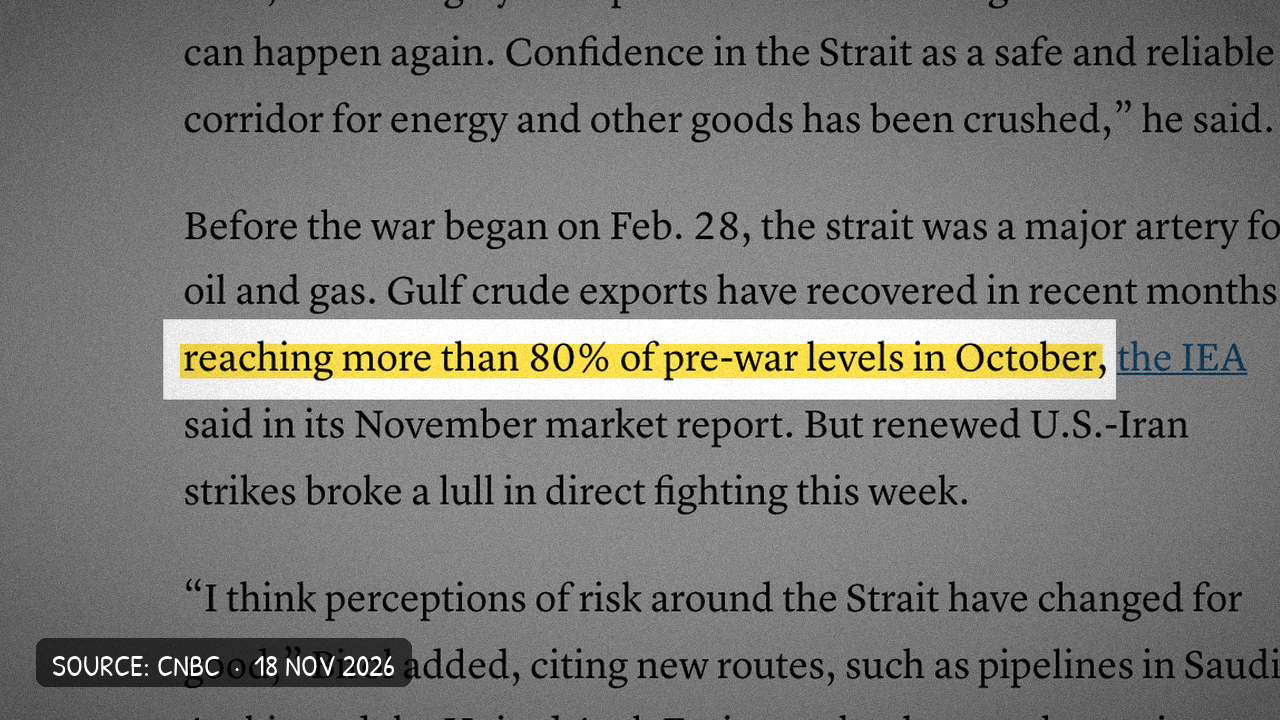 can happen again. Confidence in the Strait as a safe and reliable
corridor for energy and other goods has been crushed,” he said.
Before the war began on Feb. 28, the strait was a major artery fo
oil and gas. Gulf crude exports have recovered in recent months
reaching more than 80% of pre-war levels in October, the IEA
said in its November market report. But renewed U.S.-Iran
strikes broke a lull in direct fighting this week.
“I think perceptions of risk around the Strait have changed for
good,” added, citing new routes, such as pipelines in Saudi
SOURCE: CNBC · 18 NOV 2026